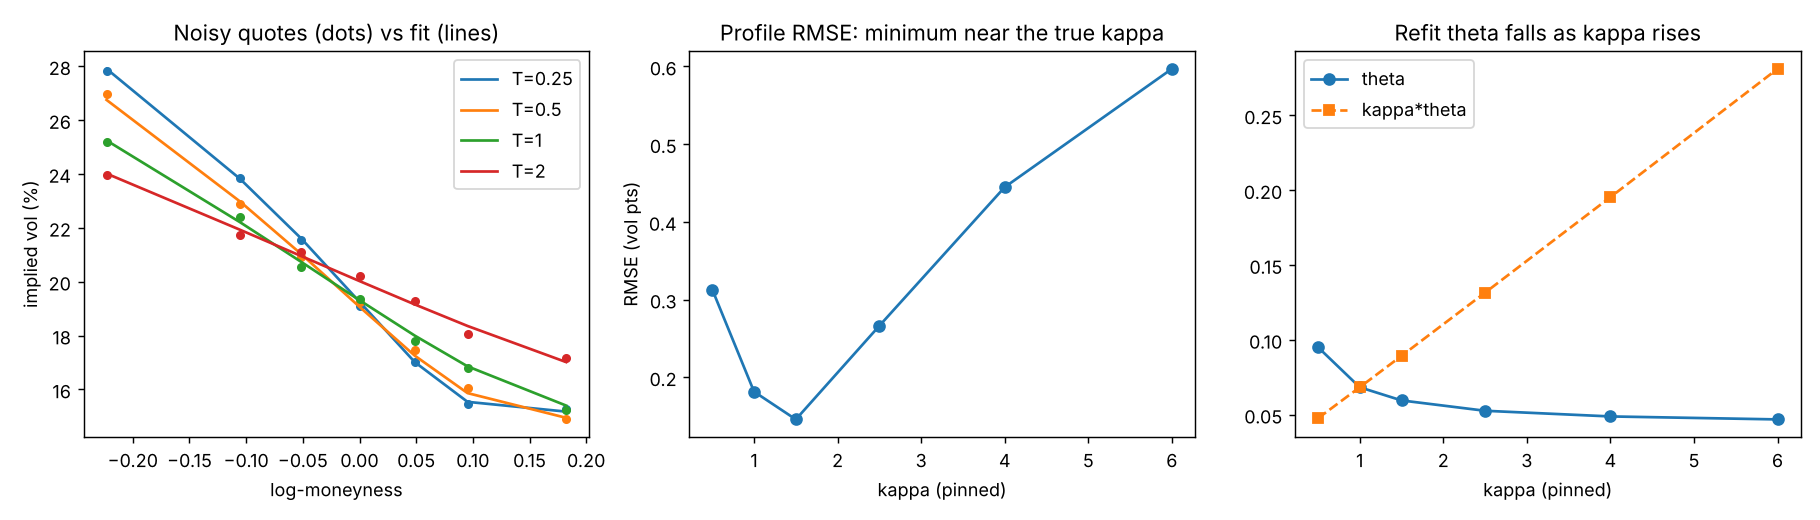 Noisy quotes (dots) vs fit (lines)
28
26
24
22
20
18
16
implied vol (%)
T=0.25
T=0.5
T=1
T=2
−0.20 −0.15 −0.10 −0.05 0.00 0.05 0.10 0.15 0.20
log-moneyness
Profile RMSE: minimum near the true kappa
0.6
0.5
0.4
0.3
0.2
RMSE (vol pts)
1 2 3 4 5 6
kappa (pinned)
Refit theta falls as kappa rises
theta
kappa*theta
0.25
0.20
0.15
0.10
0.05
1 2 3 4 5 6
kappa (pinned)